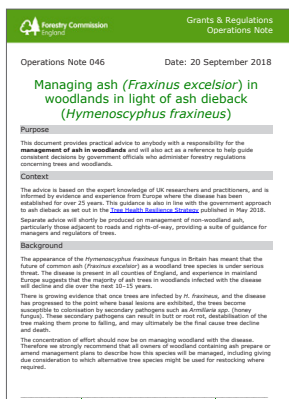 Forestry Commission
England
Grants & Regulations
Operations Note
Operations Note 046
Date: 20 September 2018
Managing ash (Fraxinus excelsior) in
woodlands in light of ash dieback
(Hymenoscyphus fraxineus)
Purpose
This document provides practical advice to anybody with a responsibility for the
management of ash in woodlands and will also act as a reference to help guide
consistent decisions by government officials who administer forestry regulations
concerning trees and woodlands.
Context
The advice is based on the expert knowledge of UK researchers and practitioners, and is
informed by evidence and experience from Europe where the disease has been
established for over 25 years. This guidance is also in line with the government approach
to ash dieback as set out in the Tree Health Resilience Strategy published in May 2018.
Separate advice will shortly be produced on management of non-woodland ash,
particularly those adjacent to roads and rights-of-way, providing a suite of guidance for
managers and regulators of trees.
Background
The appearance of the Hymenoscyphus fraxineus fungus in Britain has meant that the
future of common ash (Fraxinus excelsior) as a woodland tree species is under serious
threat. The disease is present in all counties of England, and experience in mainland
Europe suggests that the majority of ash trees in woodlands infected with the disease
will decline and die over the next 10–15 years.
There is growing evidence that once trees are infected by H. fraxineus, and the disease
has progressed to the point where basal lesions are exhibited, the trees become
susceptible to colonisation by secondary pathogens such as Armillaria spp. (honey
fungus). These secondary pathogens can result in butt or root rot, destabilisation of the
tree making them prone to failing, and may ultimately be the final cause tree decline
and death.
The concentration of effort should now be on managing woodland with the disease.
Therefore we strongly recommend that all owners of woodland containing ash prepare or
amend management plans to describe how this species will be managed, including giving
due consideration to which alternative tree species might be used for restocking where
required.